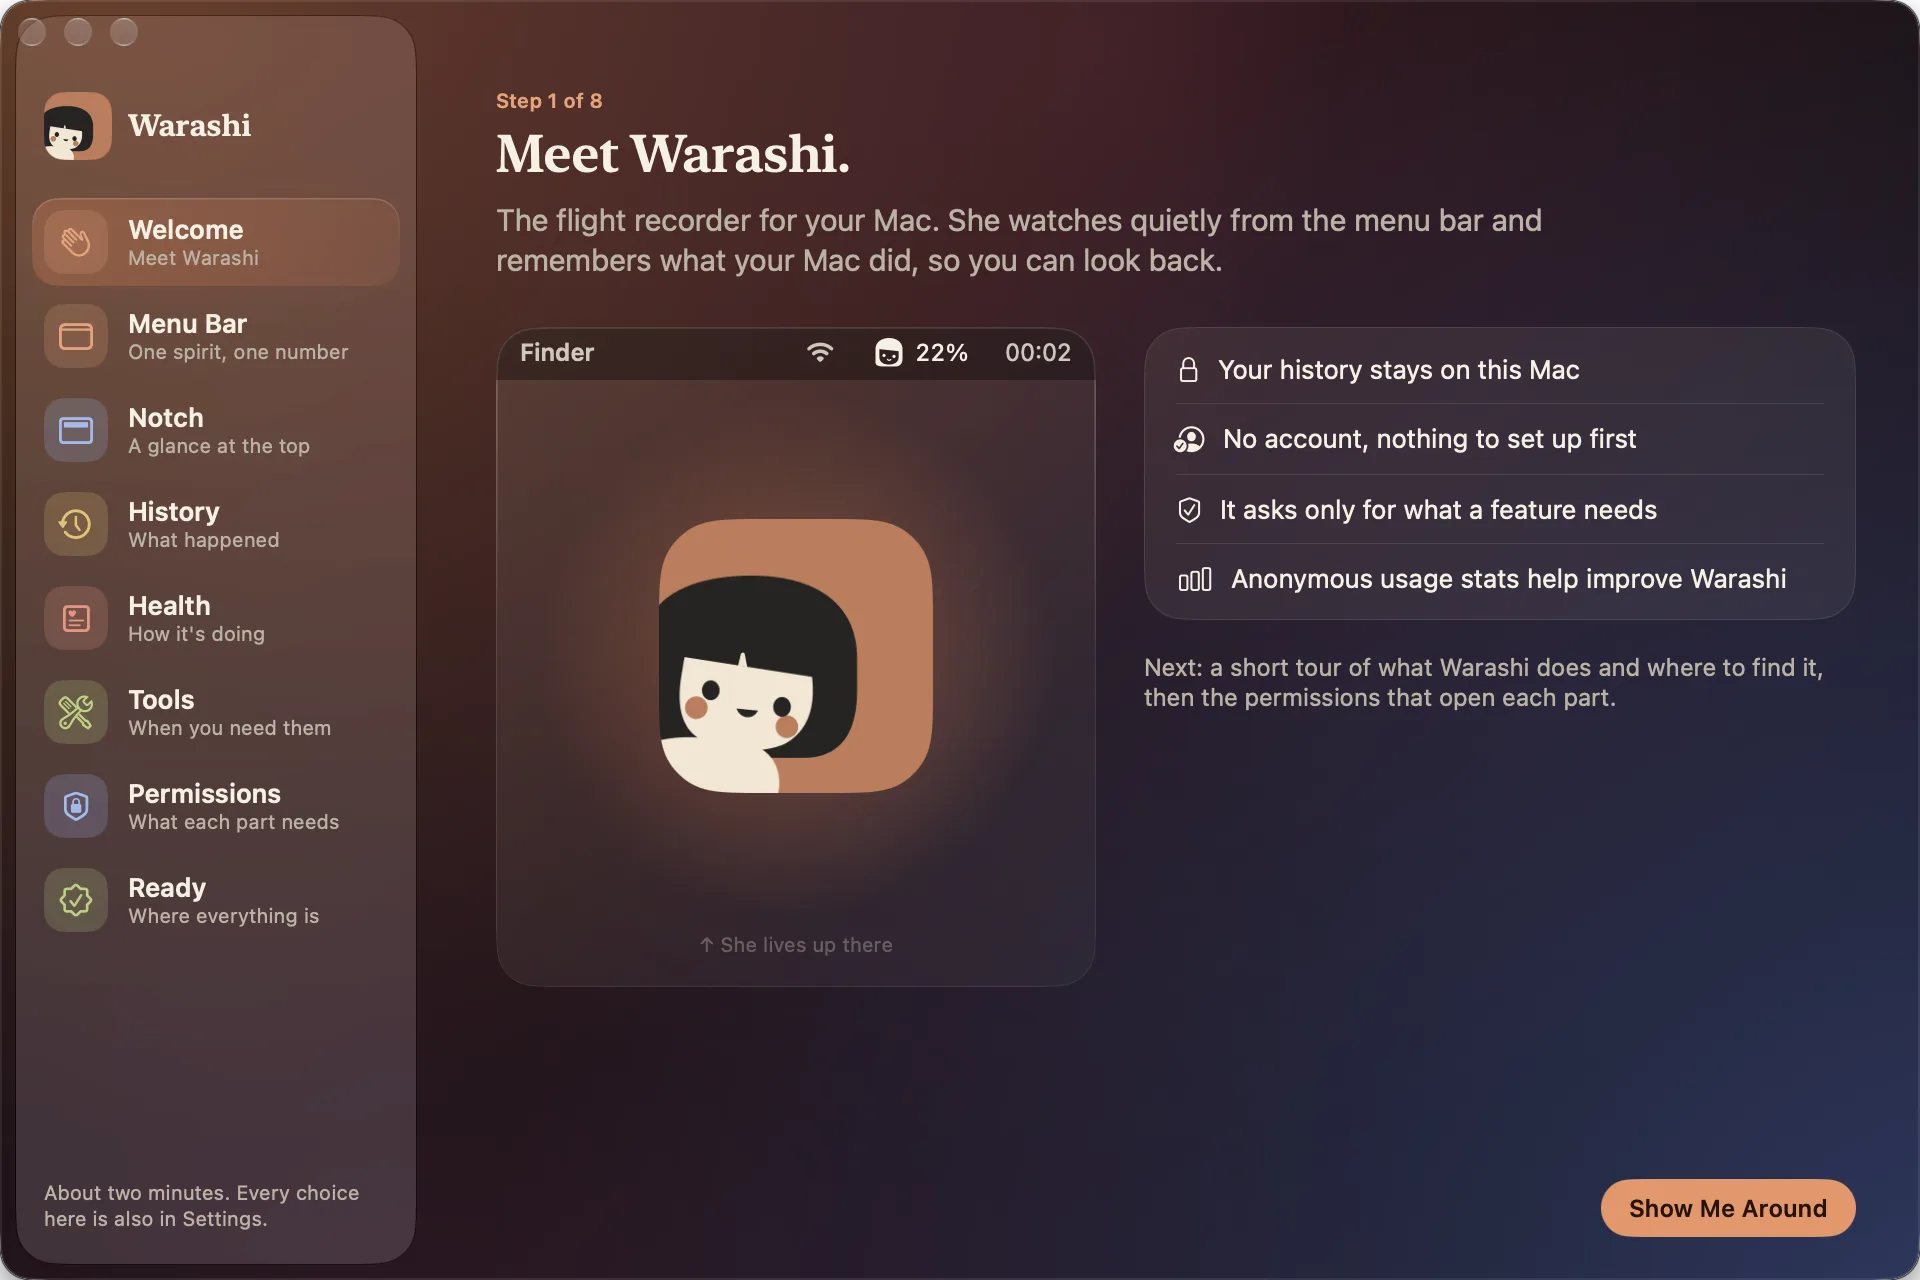 Warashi
Welcome
Meet Warashi
Menu Bar
One spirit, one number
Notch
A glance at the top
History
What happened
Health
How it's doing
Tools
When you need them
Permissions
What each part needs
Ready
Where everything is
About two minutes. Every choice
here is also in Settings.
Step 1 of 8
Meet Warashi.
The flight recorder for your Mac. She watches quietly from the menu bar and
remembers what your Mac did, so you can look back.
Finder 22% 00:02
↑ She lives up there
Your history stays on this Mac
No account, nothing to set up first
It asks only for what a feature needs
Anonymous usage stats help improve Warashi
Next: a short tour of what Warashi does and where to find it,
then the permissions that open each part.
Show Me Around